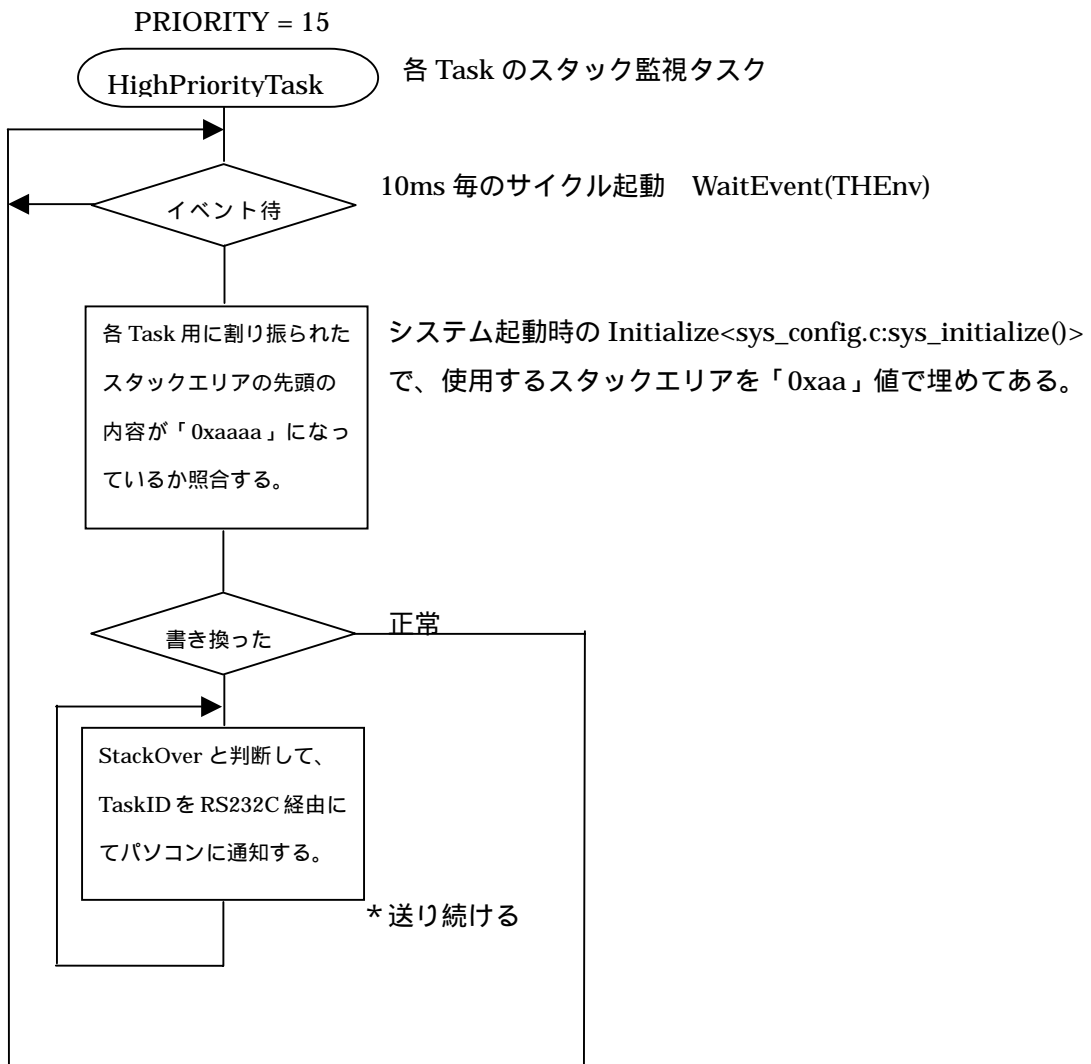 PRIORITY = 15
HighPriorityTask
各 Task のスタック監視タスク
10ms 毎のサイクル起動　WaitEvent(THEnv)
イベント待
各 Task 用に割り振られた
スタックエリアの先頭の
内容が「0xaaaa」になっ
ているか照合する。
システム起動時の Initialize<sys_config.c:sys_initialize()>
で、使用するスタックエリアを「0xaa」値で埋めてある。
書き換った
正常
StackOver と判断して、
TaskID を RS232C 経由に
てパソコンに通知する。
*送り続ける